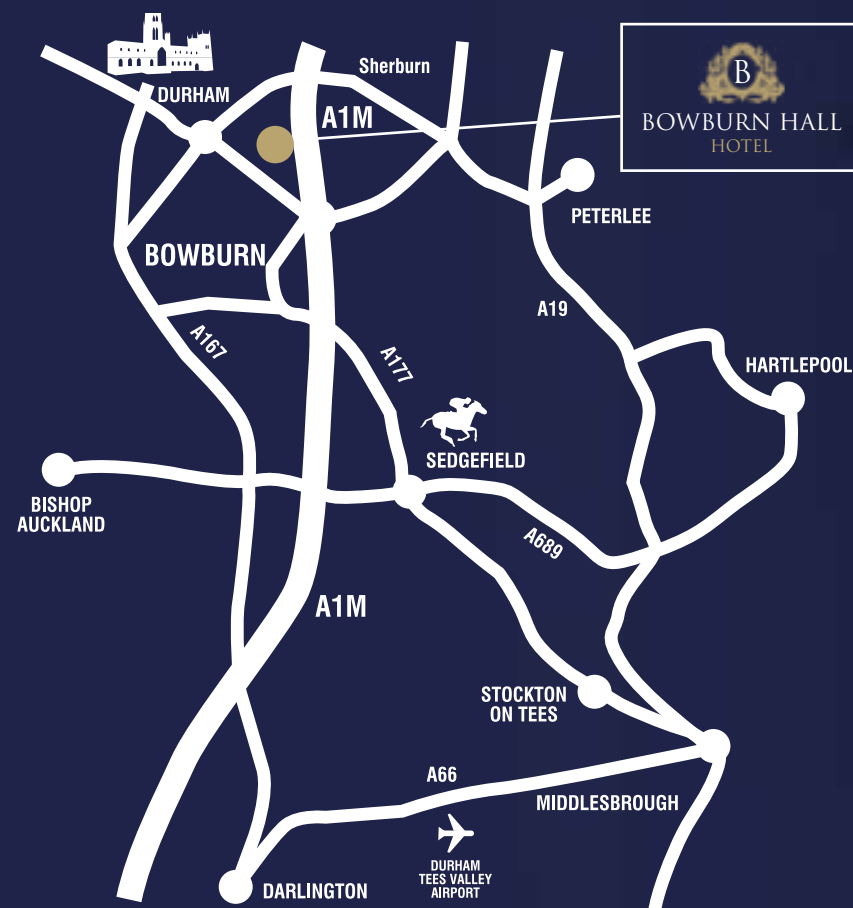 Sherburn
DURHAM
A1M
B
BOWBURN HALL
HOTEL
PETERLEE
BOWBURN
A19
A167
A177
HARTLEPOOL
SEDGEFIELD
BISHOP
AUCKLAND
A689
A1M
STOCKTON
ON TEES
A66
MIDDLESBROUGH
DURHAM
TEES VALLEY
AIRPORT
DARLINGTON